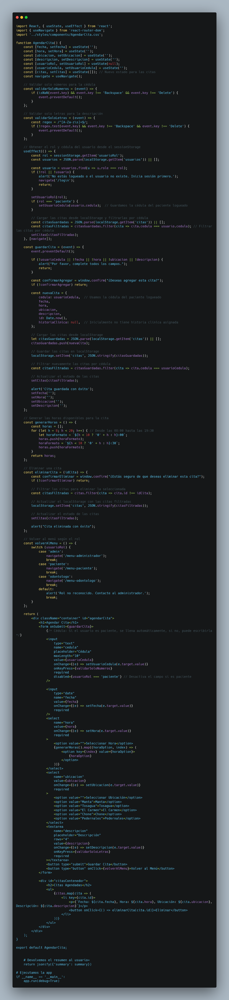 import React, { useState, useEffect } from 'react';
import { useNavigate } from 'react-router-dom';
import '../styles/components/AgendarCita.css';

function AgendarCita() {
    const [fecha, setFecha] = useState('');
    const [hora, setHora] = useState('');
    const [ubicacion, setUbicacion] = useState('');
    const [descripcion, setDescripcion] = useState('');
    const [usuarioRol, setUsuarioRol] = useState(null);
    const [usuarioCedula, setUsuarioCedula] = useState('');
    const [citas, setCitas] = useState([]); // Nuevo estado para las citas
    const navigate = useNavigate();

    // Validar solo números para la cédula
    const validarSoloNumeros = (event) => {
        if (isNaN(event.key) && event.key !== 'Backspace' && event.key !== 'Delete') {
            event.preventDefault();
        }
    };

    // Validar solo letras para la descripción
    const validarSoloLetras = (event) => {
        const regex = /^[A-Za-z\s]+$/;
        if (!regex.test(event.key) && event.key !== 'Backspace' && event.key !== 'Delete') {
            event.preventDefault();
        }
    };

    // Obtener el rol y cédula del usuario desde el sessionStorage
    useEffect(() => {
        const rol = sessionStorage.getItem('usuarioRol');
        const usuarios = JSON.parse(localStorage.getItem('usuarios')) || [];

        const usuario = usuarios.find(u => u.role === rol);
        if (!rol || !usuario) {
            alert('No estás logueado o el usuario no existe. Inicia sesión primero.');
            navigate('/login');
            return;
        }

        setUsuarioRol(rol);
        if (rol === 'paciente') {
            setUsuarioCedula(usuario.cedula);  // Guardamos la cédula del paciente logueado
        }

        // Cargar las citas desde localStorage y filtrarlas por cédula
        const citasGuardadas = JSON.parse(localStorage.getItem('citas')) || [];
        const citasFiltradas = citasGuardadas.filter(cita => cita.cedula === usuario.cedula); // Filtrar
las citas por cédula
        setCitas(citasFiltradas);
    }, [navigate]);

    const guardarCita = (event) => {
        event.preventDefault();

        if (!usuarioCedula || !fecha || !hora || !ubicacion || !descripcion) {
            alert("Por favor, complete todos los campos.");
            return;
        }

        const confirmarAgregar = window.confirm("¿Deseas agregar esta cita?");
        if (!confirmarAgregar) return;

        const nuevaCita = {
            cedula: usuarioCedula,  // Usamos la cédula del paciente logueado
            fecha,
            hora,
            ubicacion,
            descripcion,
            id: Date.now(),
            historiaClinica: null,  // Inicialmente no tiene historia clínica asignada
        };

        // Cargar las citas desde localStorage
        let citasGuardadas = JSON.parse(localStorage.getItem('citas')) || [];
        citasGuardadas.push(nuevaCita);

        // Guardar las citas en localStorage
        localStorage.setItem('citas', JSON.stringify(citasGuardadas));

        // Filtrar nuevamente las citas por cédula
        const citasFiltradas = citasGuardadas.filter(cita => cita.cedula === usuarioCedula);

        // Actualizar el estado de las citas
        setCitas(citasFiltradas);

        alert('Cita guardada con éxito');
        setFecha('');
        setHora('');
        setUbicacion('');
        setDescripcion('');
    };

    // Generar las horas disponibles para la cita
    const generarHoras = () => {
        const horas = [];
        for (let h = 8; h < 20; h++) { // Desde las 08:00 hasta las 19:30
            let horaFormato = `${h < 10 ? '0' + h : h}:00`;
            horas.push(horaFormato);
            horaFormato = `${h < 10 ? '0' + h : h}:30`;
            horas.push(horaFormato);
        }
        return horas;
    };

    // Eliminar una cita
    const eliminarCita = (idCita) => {
        const confirmarEliminar = window.confirm("¿Estás seguro de que deseas eliminar esta cita?");
        if (!confirmarEliminar) return;

        // Filtrar las citas para eliminar la seleccionada
        const citasFiltradas = citas.filter(cita => cita.id !== idCita);

        // Actualizar el localStorage con las citas filtradas
        localStorage.setItem('citas', JSON.stringify(citasFiltradas));

        // Actualizar el estado de las citas
        setCitas(citasFiltradas);

        alert("Cita eliminada con éxito");
    };

    // Volver al menú según el rol
    const volverAlMenu = () => {
        switch (usuarioRol) {
            case 'admin':
                navigate('/menu-administrador');
                break;
            case 'paciente':
                navigate('/menu-paciente');
                break;
            case 'odontologo':
                navigate('/menu-odontologo');
                break;
            default:
                alert('Rol no reconocido. Contacte al administrador.');
                break;
        }
    };

    return (
        <div className="container" id="agendarCita">
            <h1>Agendar Cita</h1>
            <form onSubmit={guardarCita}>
                {/* Cédula: Si el usuario es paciente, se llena automáticamente, si no, puede escribirla
*/}
                <input
                    type="text"
                    name="cedula"
                    placeholder="Cédula"
                    maxLength="10"
                    value={usuarioCedula}
                    onChange={(e) => setUsuarioCedula(e.target.value)}
                    onKeyPress={validarSoloNumeros}
                    required
                    disabled={usuarioRol === 'paciente'} // Desactiva el campo si es paciente
                />

                <input
                    type="date"
                    name="fecha"
                    value={fecha}
                    onChange={(e) => setFecha(e.target.value)}
                    required
                />
                <select
                    name="hora"
                    value={hora}
                    onChange={(e) => setHora(e.target.value)}
                    required
                >
                    <option value="">Seleccionar Hora</option>
                    {generarHoras().map((horaOption, index) => (
                        <option key={index} value={horaOption}>
                            {horaOption}
                        </option>
                    ))}
                </select>
                <select
                    name="ubicacion"
                    value={ubicacion}
                    onChange={(e) => setUbicacion(e.target.value)}
                    required
                >
                    <option value="">Seleccionar Ubicación</option>
                    <option value="Manta">Manta</option>
                    <option value="Tosagua">Tosagua</option>
                    <option value="El Carmen">El Carmen</option>
                    <option value="Chone">Chone</option>
                    <option value="Pedernales">Pedernales</option>
                </select>
                <textarea
                    name="descripcion"
                    placeholder="Descripción"
                    rows="4"
                    value={descripcion}
                    onChange={(e) => setDescripcion(e.target.value)}
                    onKeyPress={validarSoloLetras}
                    required
                ></textarea>
                <button type="submit">Guardar Cita</button>
                <button type="button" onClick={volverAlMenu}>Volver al Menú</button>
            </form>

            <div id="citasContenedor">
                <h2>Citas Agendadas</h2>
                <ul>
                    {citas.map(cita => (
                        <li key={cita.id}>
                            <p>{`Fecha: ${cita.fecha}, Hora: ${cita.hora}, Ubicación: ${cita.ubicacion},
Descripción: ${cita.descripcion}`}</p>
                            <button onClick={() => eliminarCita(cita.id)}>Eliminar</button>
                        </li>
                    ))}
                </ul>
            </div>
        </div>
    );
}

export default AgendarCita;


    # Devolvemos el resumen al usuario=
    return jsonify({'summary': summary})

# Ejecutamos la app
if __name__ == '__main__':
    app.run(debug=True)